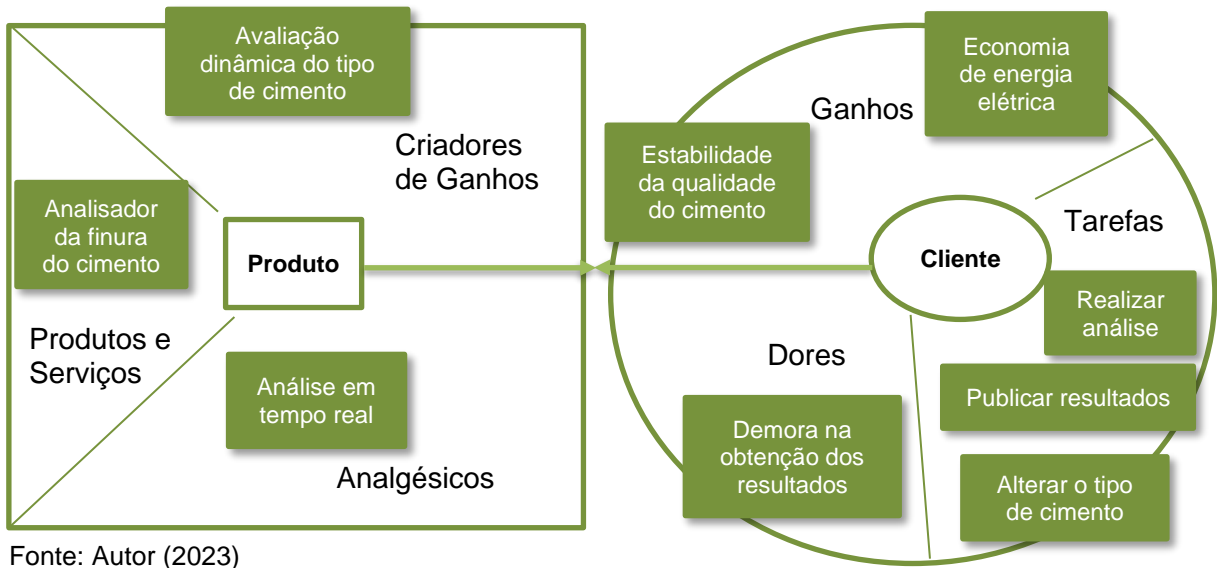 Avaliação
dinâmica do tipo
de cimento
Criadores
de Ganhos
Analisador
da finura
do cimento
Produto
Produtos e
Serviços
Análise em
tempo real
Analgésicos
Economia
de energia
elétrica
Ganhos
Estabilidade
da qualidade
do cimento
Tarefas
Cliente
Realizar
análise
Dores
Publicar resultados
Demora na
obtenção dos
resultados
Alterar o tipo
de cimento
Fonte: Autor (2023)